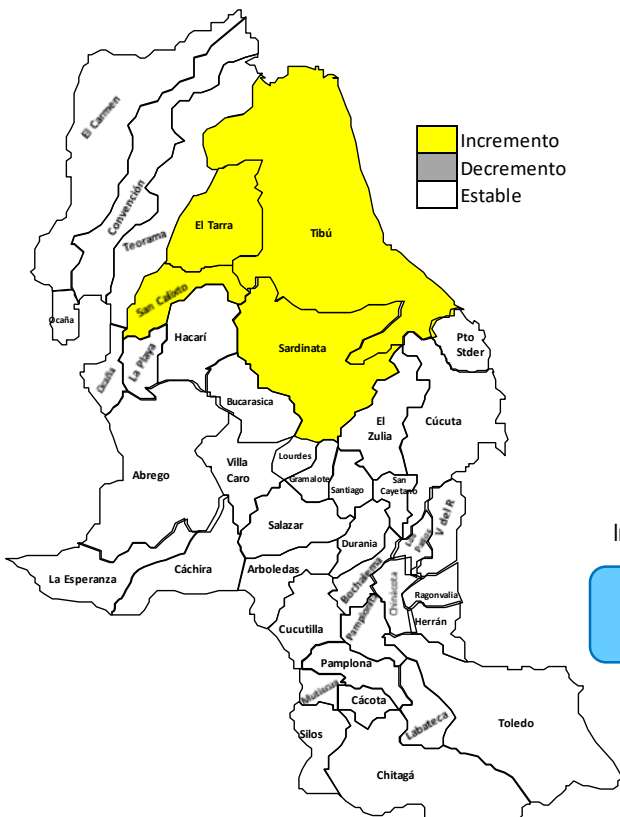 El Carmen
Incremento
Decremento
Estable
Convención
Teorama
El Tarra
Tibú
San Calixto
Ocaña
Hacarí
La Playa
Sardinata
Pto
Stder
Ocaña
Bucarasica
El
Zulia
Cúcuta
Abrego
Villa
Caro
Lourdes
Gramalote
Santiago
San
Cayetano
V del R
Salazar
Los
Patios
Durania
La Esperanza
Cáchira
Arboledas
Bochalema
Chinácota
Ragonvalia
Pamplonita
Herrán
Cucutilla
Pamplona
Mutiscua
Cácota
Silos
Labateca
Toledo
Chitagá